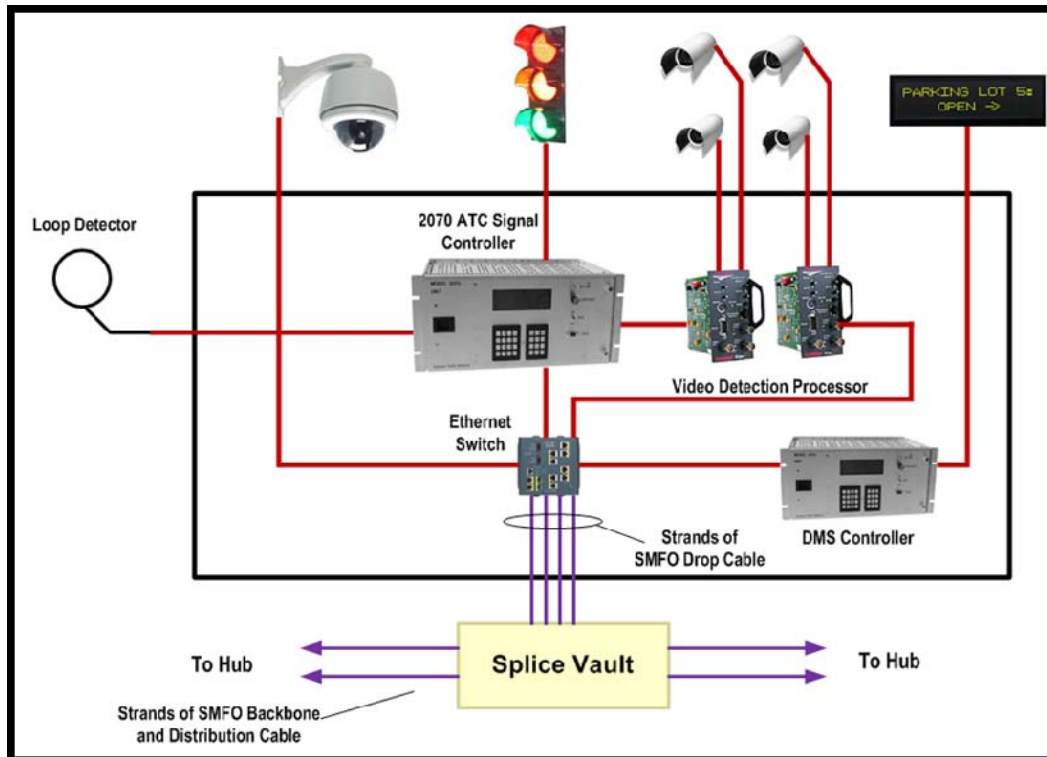 PARKING LOT 5:
OPEN ->
Loop Detector
2070 ATC Signal
Controller
Video Detection Processor
Ethernet
Switch
Strands of
SMFO Drop Cable
DMS Controller
To Hub
Splice Vault
To Hub
Strands of SMFO Backbone
and Distribution Cable